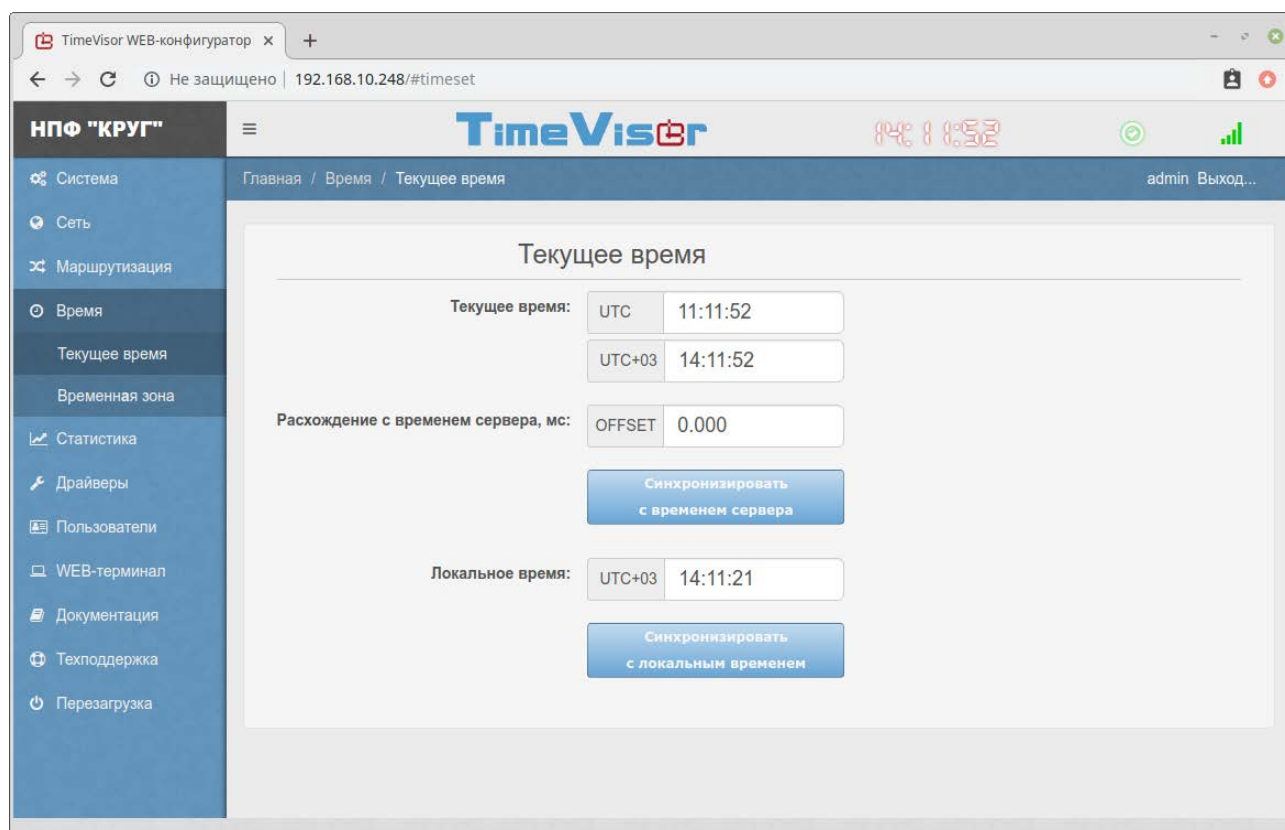 TimeVisor WEB-конфигуратор
Не защищено | 192.168.10.248/#timeset
НПФ "КРУГ"
TimeVisor
14:11:52
Система
Главная / Время / Текущее время
admin Выход...
Сеть
Маршрутизация
Время
Текущее время
Временная зона
Статистика
Драйверы
Пользователи
WEB-терминал
Документация
Техподдержка
Перезагрузка
Текущее время
Текущее время: UTC 11:11:52
UTC+03 14:11:52
Расхождение с временем сервера, мс: OFFSET 0.000
Синхронизировать
с временем сервера
Локальное время: UTC+03 14:11:21
Синхронизировать
с локальным временем